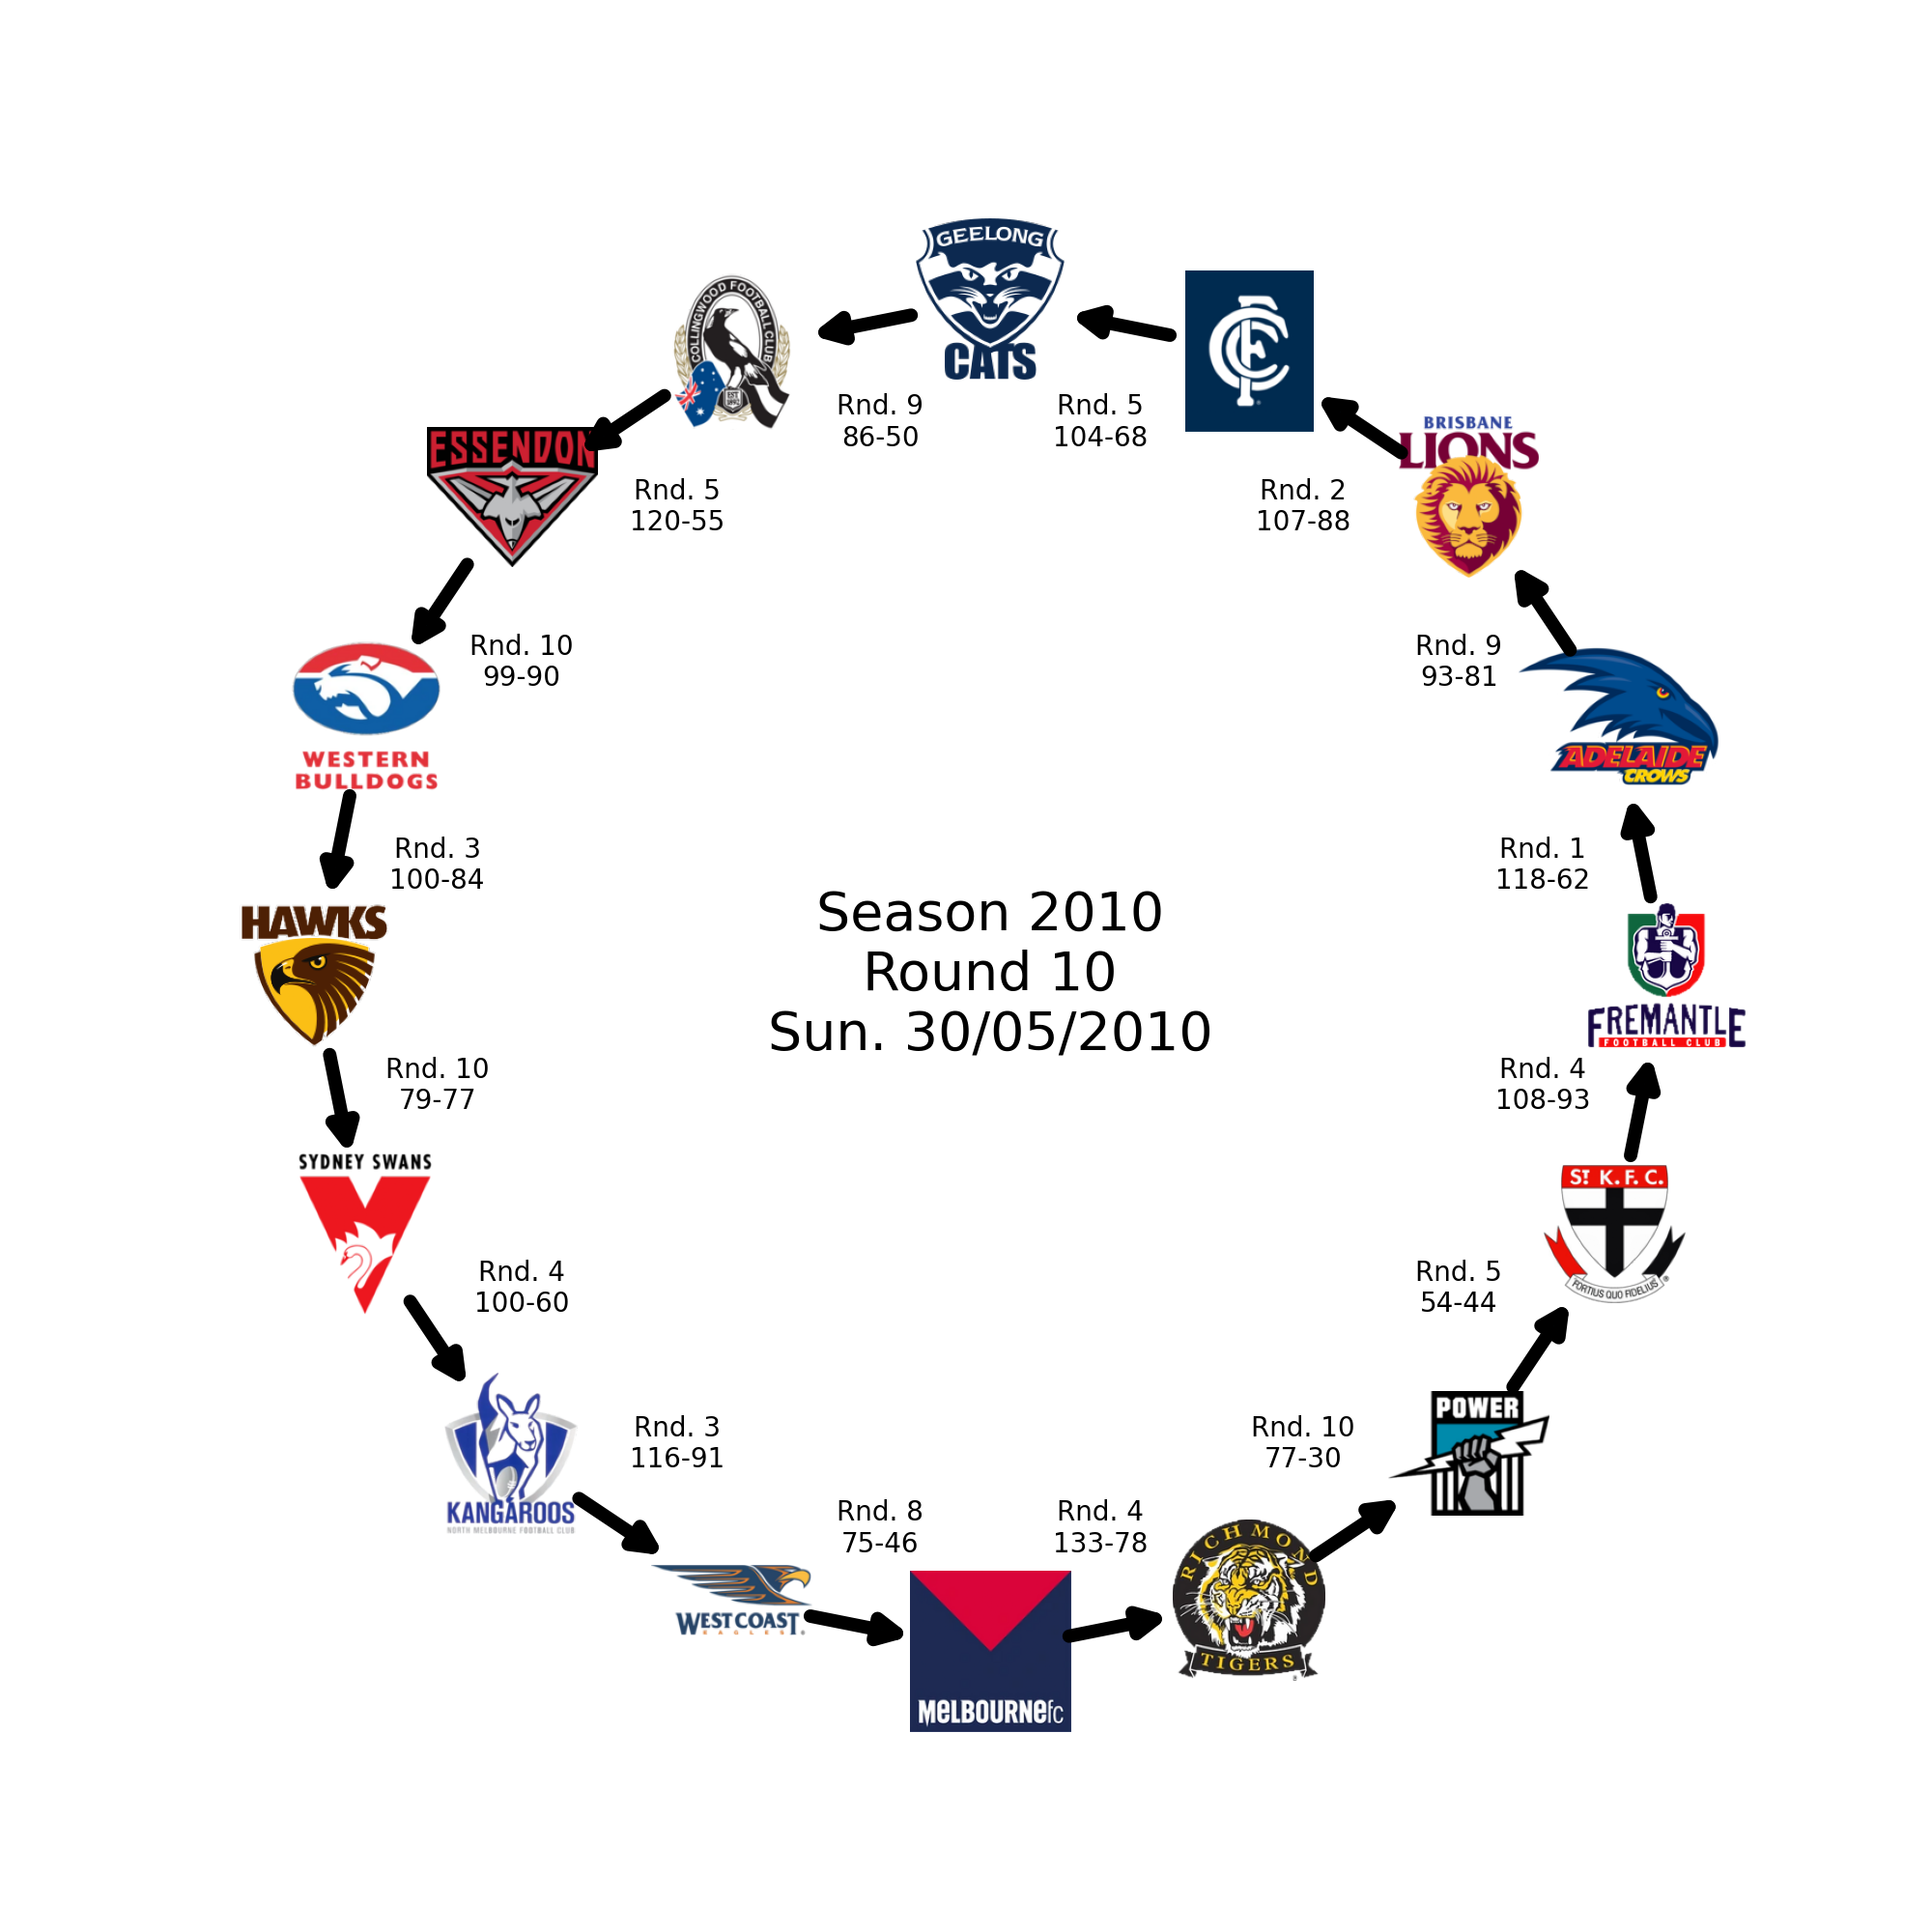 GEELONG
CATS
COLLINGWOOD FOOTBALL CLUB
EST
1892
CFC
BRISBANE
LIONS
Rnd. 9
86-50
Rnd. 5
104-68
ESSENDON
Rnd. 5
120-55
Rnd. 2
107-88
Rnd. 10
99-90
Rnd. 9
93-81
WESTERN
BULLDOGS
ADELAIDE
CROWS
Rnd. 3
100-84
Rnd. 1
118-62
HAWKS
Season 2010
Round 10
Sun. 30/05/2010
FREMANTLE
FOOTBALL CLUB
Rnd. 10
79-77
Rnd. 4
108-93
SYDNEY SWANS
ST K.F.C.
FORTIUS QUO FIDELIUS
Rnd. 4
100-60
Rnd. 5
54-44
POWER
Rnd. 3
116-91
Rnd. 10
77-30
KANGAROOS
NORTH MELBOURNE FOOTBALL CLUB
Rnd. 8
75-46
Rnd. 4
133-78
RICHMOND
TIGERS
WEST COAST
EAGLES
MELBOURNEfc